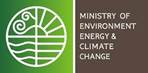 MINISTRY OF
ENVIRONMENT
ENERGY &
CLIMATE
CHANGE